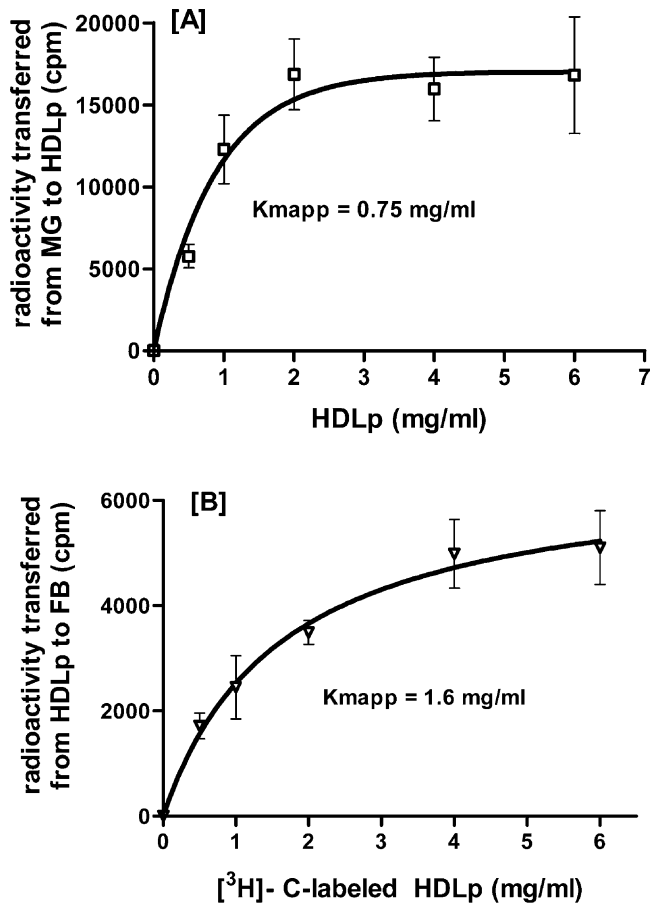 [A]
radioactivity transferred
from MG to HDLp (cpm)
20000
15000
10000
5000
0
Kmapp = 0.75 mg/ml
0 1 2 3 4 5 6 7
HDLp (mg/ml)
[B]
radioactivity transferred
from HDLp to FB (cpm)
6000
4000
2000
0
Kmapp = 1.6 mg/ml
0 1 2 3 4 5 6
[³H]- C-labeled HDLp (mg/ml)